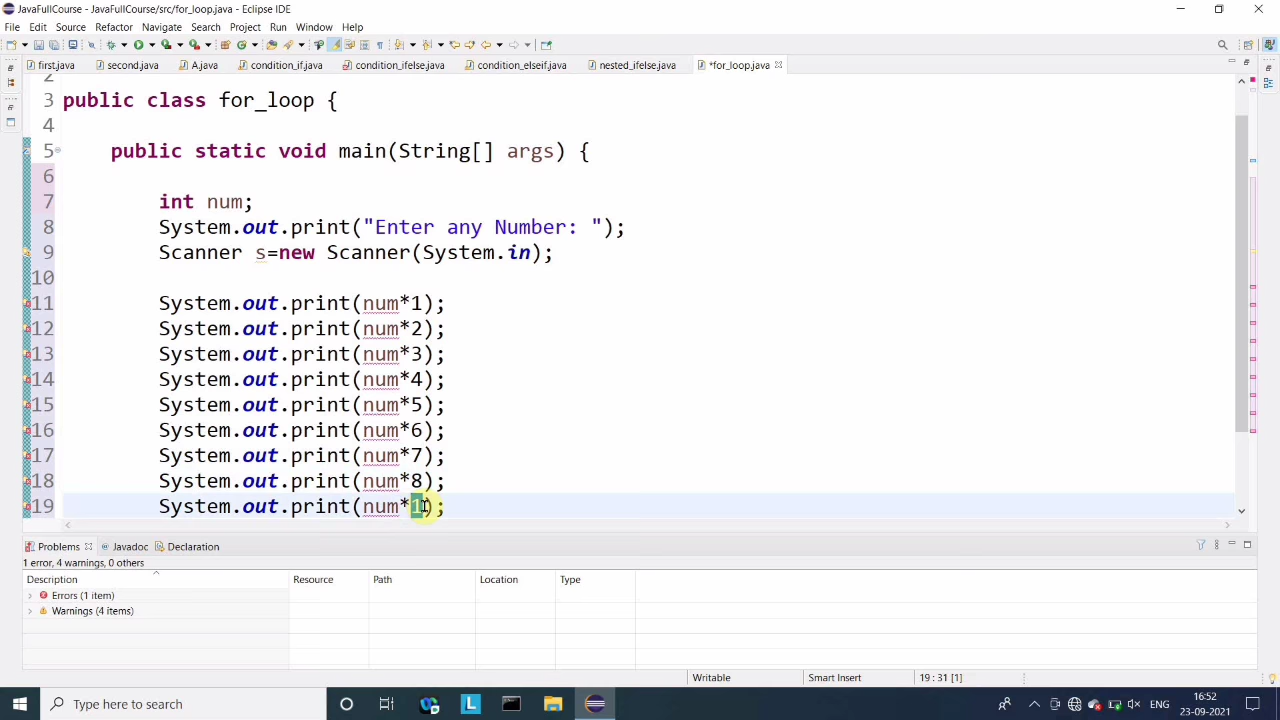 JavaFullCourse - JavaFullCourse/src/for_loop.java - Eclipse IDE
File Edit Source Refactor Navigate Search Project Run Window Help
first.java second.java A.java condition_if.java condition_ifelse.java condition_elseif.java nested_ifelse.java *for_loop.java
2
3 public class for_loop {
4
5 public static void main(String[] args) {
6
7 int num;
8 System.out.print("Enter any Number: ");
9 Scanner s=new Scanner(System.in);
10
11 System.out.print(num*1);
12 System.out.print(num*2);
13 System.out.print(num*3);
14 System.out.print(num*4);
15 System.out.print(num*5);
16 System.out.print(num*6);
17 System.out.print(num*7);
18 System.out.print(num*8);
19 System.out.print(num*1);
Problems Javadoc Declaration
1 error, 4 warnings, 0 others
Description Resource Path Location Type
Errors (1 item)
Warnings (4 items)
Writable Smart Insert 19 : 31 [1]
Type here to search L ENG 16:52
23-09-2021